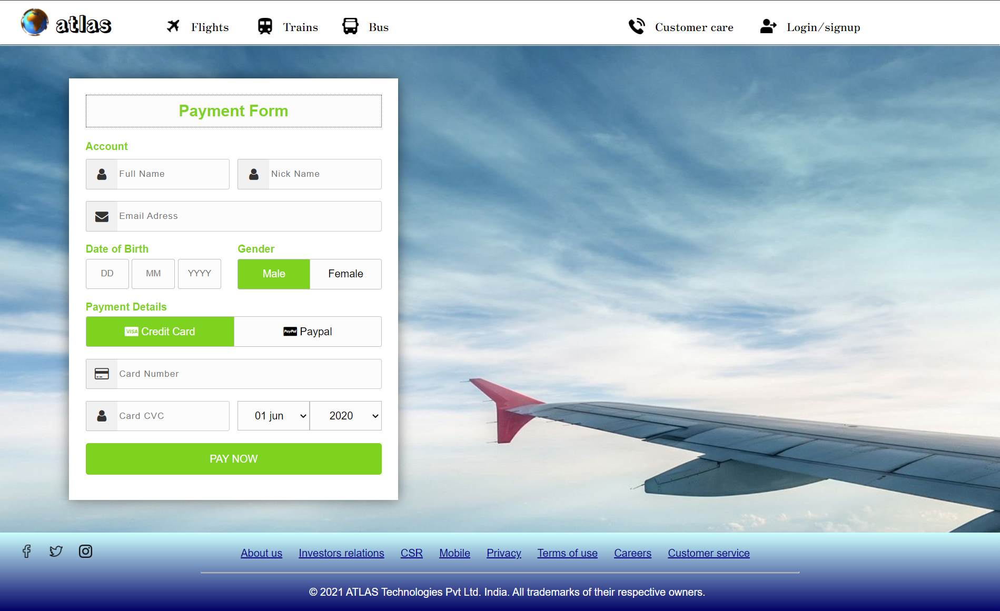 atlas Flights Trains Bus Customer care Login/signup
Payment Form
Account
Full Name Nick Name
Email Adress
Date of Birth Gender
DD MM YYYY Male Female
Payment Details
VISA Credit Card PayPal Paypal
Card Number
Card CVC 01 jun 2020
PAY NOW
About us Investors relations CSR Mobile Privacy Terms of use Careers Customer service
© 2021 ATLAS Technologies Pvt Ltd. India. All trademarks of their respective owners.